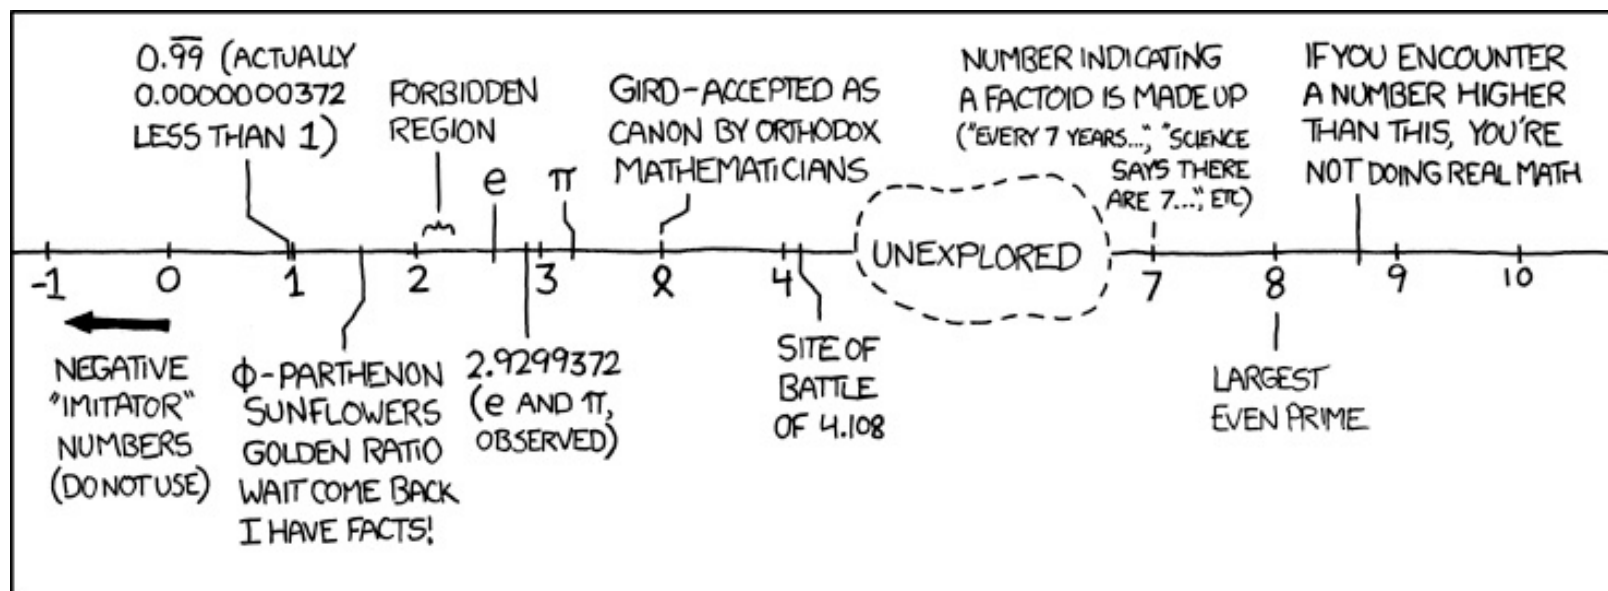 0.99̅ (ACTUALLY
0.0000000372
LESS THAN 1)
FORBIDDEN
REGION
e
π
GIRD-ACCEPTED AS
CANON BY ORTHODOX
MATHEMATICIANS
NUMBER INDICATING
A FACTOID IS MADE UP
("EVERY 7 YEARS...", "SCIENCE
SAYS THERE
ARE 7...", ETC)
IF YOU ENCOUNTER
A NUMBER HIGHER
THAN THIS, YOU'RE
NOT DOING REAL MATH
UNEXPLORED
-1 0 1 2 3 4 7 8 9 10
NEGATIVE
"IMITATOR"
NUMBERS
(DO NOT USE)
ϕ-PARTHENON
SUNFLOWERS
GOLDEN RATIO
WAIT COME BACK
I HAVE FACTS!
2.9299372
(e AND π,
OBSERVED)
SITE OF
BATTLE
OF 4.108
LARGEST
EVEN PRIME